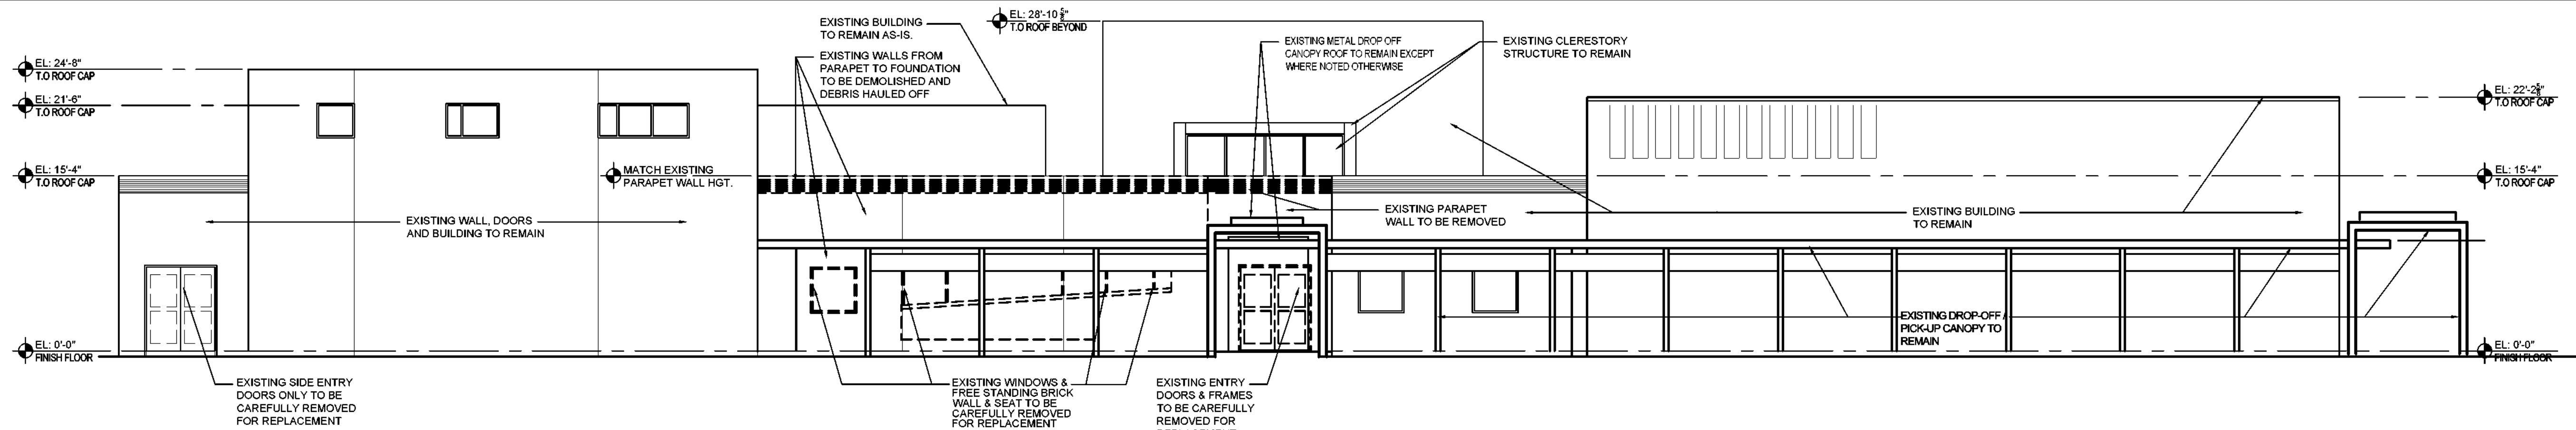 EL: 28'-10 5/8"
T.O ROOF BEYOND
EXISTING BUILDING
TO REMAIN AS-IS.
EXISTING WALLS FROM
PARAPET TO FOUNDATION
TO BE DEMOLISHED AND
DEBRIS HAULED OFF
EXISTING METAL DROP OFF
CANOPY ROOF TO REMAIN EXCEPT
WHERE NOTED OTHERWISE
EXISTING CLERESTORY
STRUCTURE TO REMAIN
EL: 24'-8"
T.O ROOF CAP
EL: 21'-6"
T.O ROOF CAP
EL: 22'-2 5/8"
T.O ROOF CAP
EL: 15'-4"
T.O ROOF CAP
MATCH EXISTING
PARAPET WALL HGT.
EL: 15'-4"
T.O ROOF CAP
EXISTING WALL, DOORS
AND BUILDING TO REMAIN
EXISTING PARAPET
WALL TO BE REMOVED
EXISTING BUILDING
TO REMAIN
EXISTING DROP-OFF /
PICK-UP CANOPY TO
REMAIN
EL: 0'-0"
FINISH FLOOR
EL: 0'-0"
FINISH FLOOR
EXISTING SIDE ENTRY
DOORS ONLY TO BE
CAREFULLY REMOVED
FOR REPLACEMENT
EXISTING WINDOWS &
FREE STANDING BRICK
WALL & SEAT TO BE
CAREFULLY REMOVED
FOR REPLACEMENT
EXISTING ENTRY
DOORS & FRAMES
TO BE CAREFULLY
REMOVED FOR